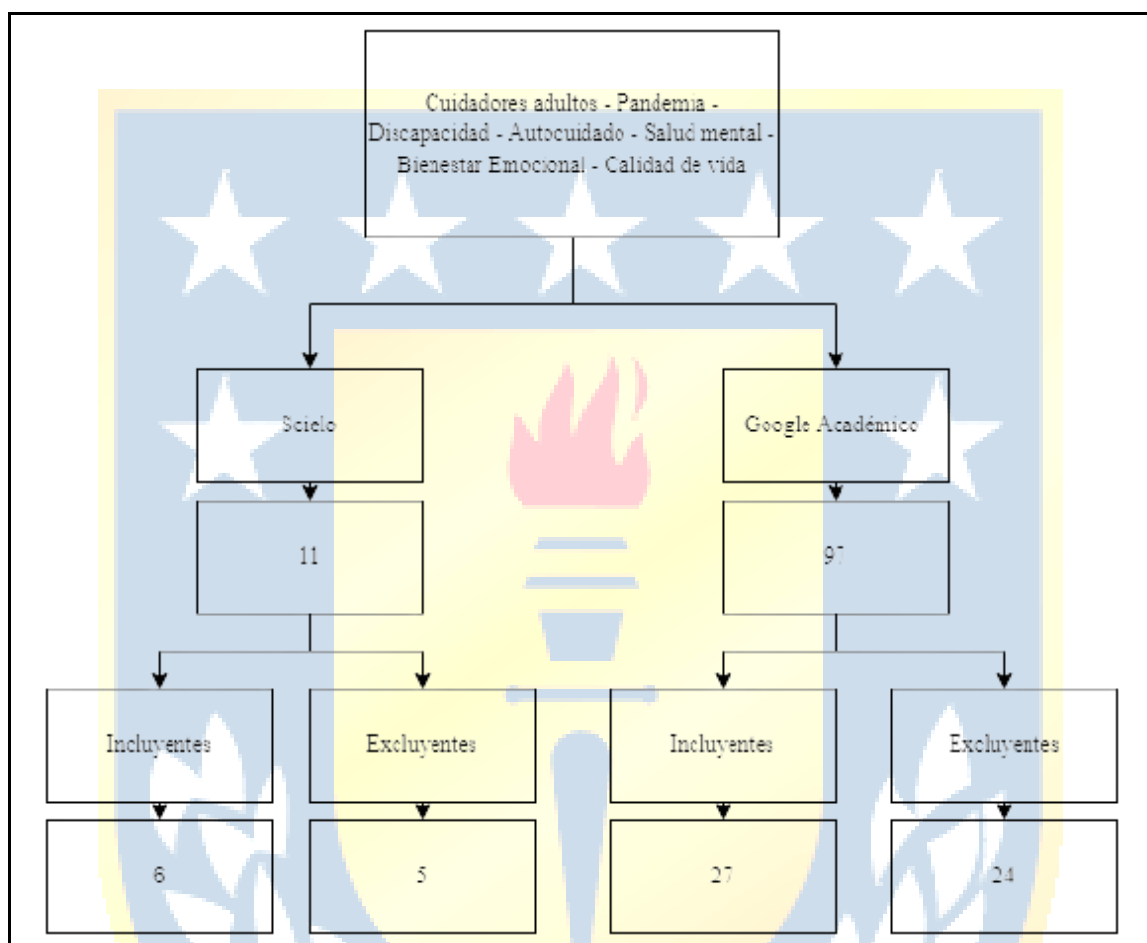 Cuidadores adultos - Pandemia -
Discapacidad - Autocuidado - Salud mental -
Bienestar Emocional - Calidad de vida
Scielo
Google Académico
11
97
Incluyentes
Excluyentes
Incluyentes
Excluyentes
6
5
27
24